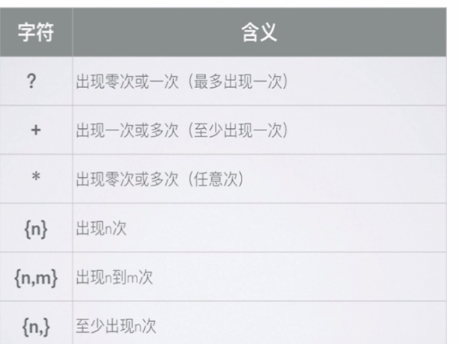 字符 含义
? 出现零次或一次（最多出现一次）
+ 出现一次或多次（至少出现一次）
* 出现零次或多次（任意次）
{n} 出现n次
{n,m} 出现n到m次
{n,} 至少出现n次